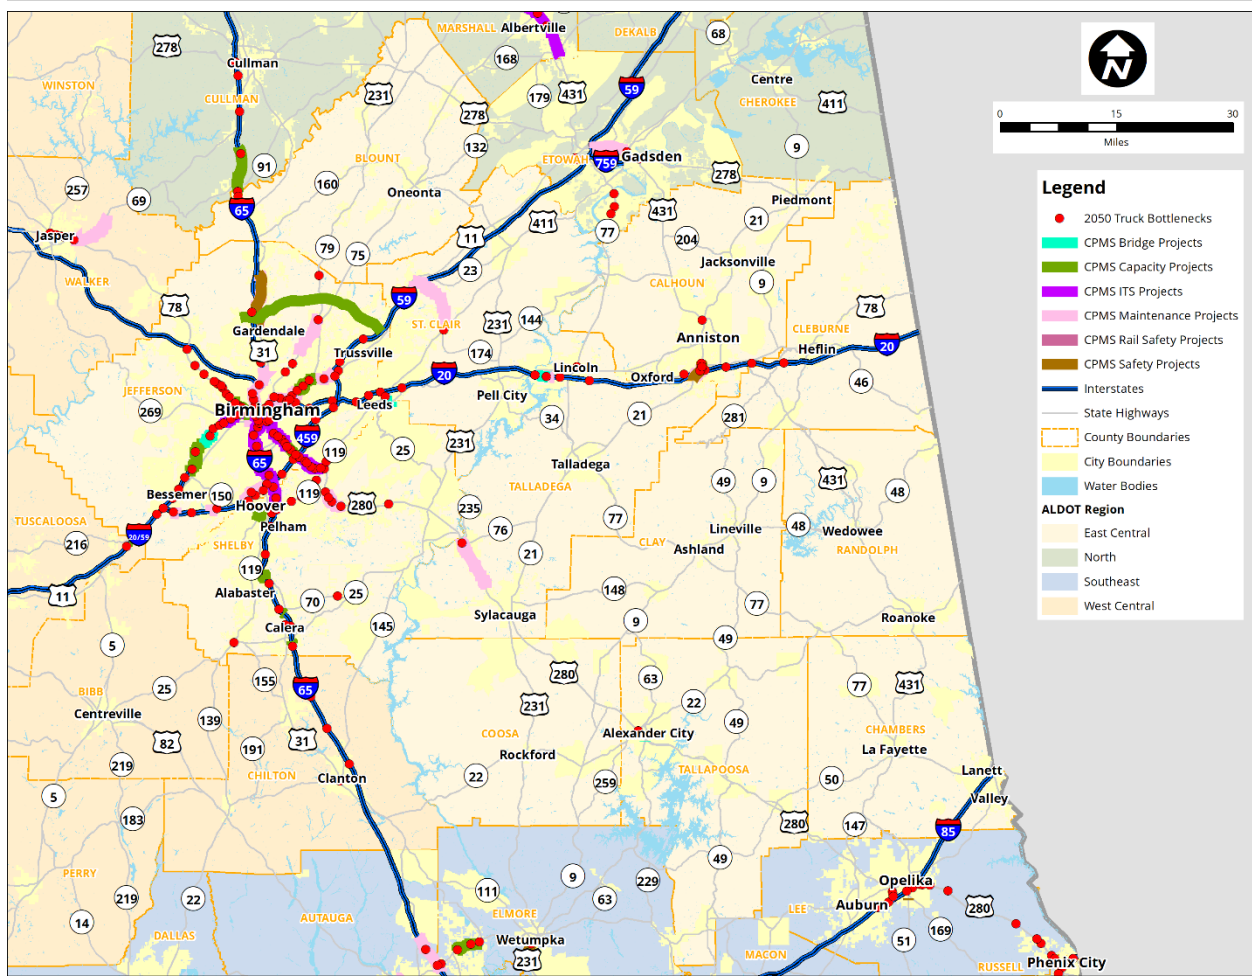 MARSHALL
Albertville
DEKALB
68
278
168
Cullman
59
Centre
WINSTON
CULLMAN
231
179
431
CHEROKEE
411
278
132
9
91
BLOUNT
ETOWAH
759
Gadsden
278
257
69
160
Oneonta
Piedmont
65
431
21
411
77
Jasper
11
204
79
75
Jacksonville
23
9
WALKER
59
CALHOUN
78
78
ST. CLAIR
231
144
Gardendale
Anniston
CLEBURNE
31
Trussville
174
Heflin
20
20
Lincoln
Oxford
46
JEFFERSON
Pell City
269
Birmingham
Leeds
34
21
281
459
119
25
231
65
Talladega
49
9
431
48
Bessemer
150
119
280
TALLADEGA
Hoover
235
77
TUSCALOOSA
Pelham
76
Lineville
48
Wedowee
20/59
216
SHELBY
21
CLAY
Ashland
RANDOLPH
119
11
Alabaster
70
25
148
77
Sylacauga
Roanoke
Calera
145
9
49
5
280
63
155
65
77
431
BIBB
25
22
Centreville
139
231
49
82
191
31
COOSA
Alexander City
CHAMBERS
Rockford
La Fayette
219
CHILTON
Clanton
22
259
TALLAPOOSA
50
Lanett
5
Valley
183
280
147
85
49
PERRY
9
229
Opelika
219
22
111
63
14
AUTAUGA
ELMORE
LEE
Auburn
280
DALLAS
Wetumpka
51
169
231
MACON
RUSSELL
Phenix City
N
0 15 30
Miles
Legend
2050 Truck Bottlenecks
CPMS Bridge Projects
CPMS Capacity Projects
CPMS ITS Projects
CPMS Maintenance Projects
CPMS Rail Safety Projects
CPMS Safety Projects
Interstates
State Highways
County Boundaries
City Boundaries
Water Bodies
ALDOT Region
East Central
North
Southeast
West Central